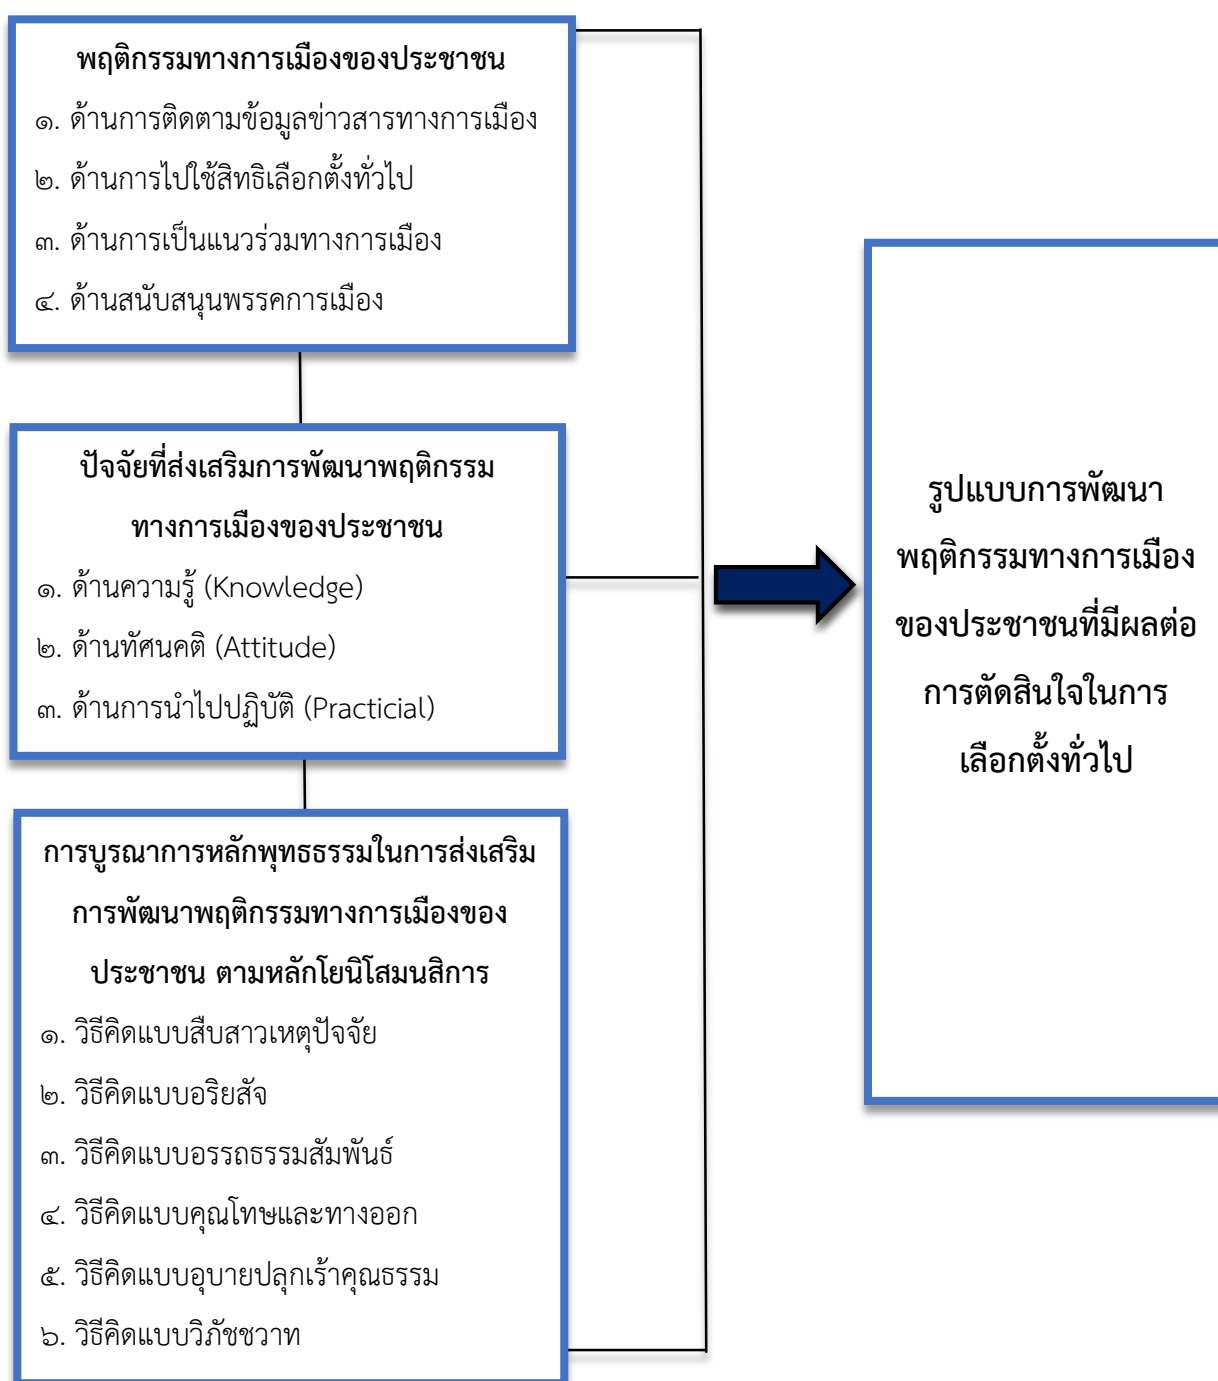 พฤติกรรมทางการเมืองของประชาชน
๑. ด้านการติดตามข้อมูลข่าวสารทางการเมือง
๒. ด้านการไปใช้สิทธิเลือกตั้งทั่วไป
๓. ด้านการเป็นแนวร่วมทางการเมือง
๔. ด้านสนับสนุนพรรคการเมือง
ปัจจัยที่ส่งเสริมการพัฒนาพฤติกรรม
ทางการเมืองของประชาชน
๑. ด้านความรู้ (Knowledge)
๒. ด้านทัศนคติ (Attitude)
๓. ด้านการนำไปปฏิบัติ (Practicial)
การบูรณาการหลักพุทธธรรมในการส่งเสริม
การพัฒนาพฤติกรรมทางการเมืองของ
ประชาชน ตามหลักโยนิโสมนสิการ
๑. วิธีคิดแบบสืบสาวเหตุปัจจัย
๒. วิธีคิดแบบอริยสัจ
๓. วิธีคิดแบบอรรถธรรมสัมพันธ์
๔. วิธีคิดแบบคุณโทษและทางออก
๕. วิธีคิดแบบอุบายปลุกเร้าคุณธรรม
๖. วิธีคิดแบบวิภัชชวาท
รูปแบบการพัฒนา
พฤติกรรมทางการเมือง
ของประชาชนที่มีผลต่อ
การตัดสินใจในการ
เลือกตั้งทั่วไป